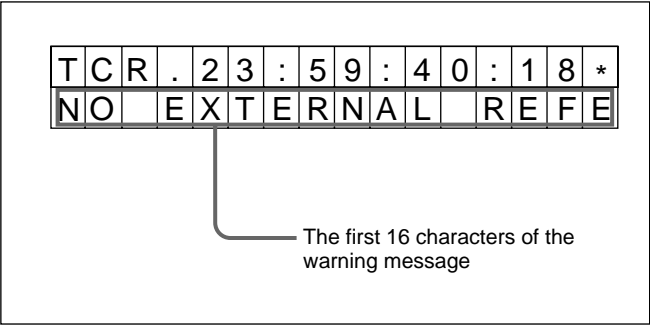 TCR.23:59:40:18*
NO EXTERNAL REFE
The first 16 characters of the
warning message